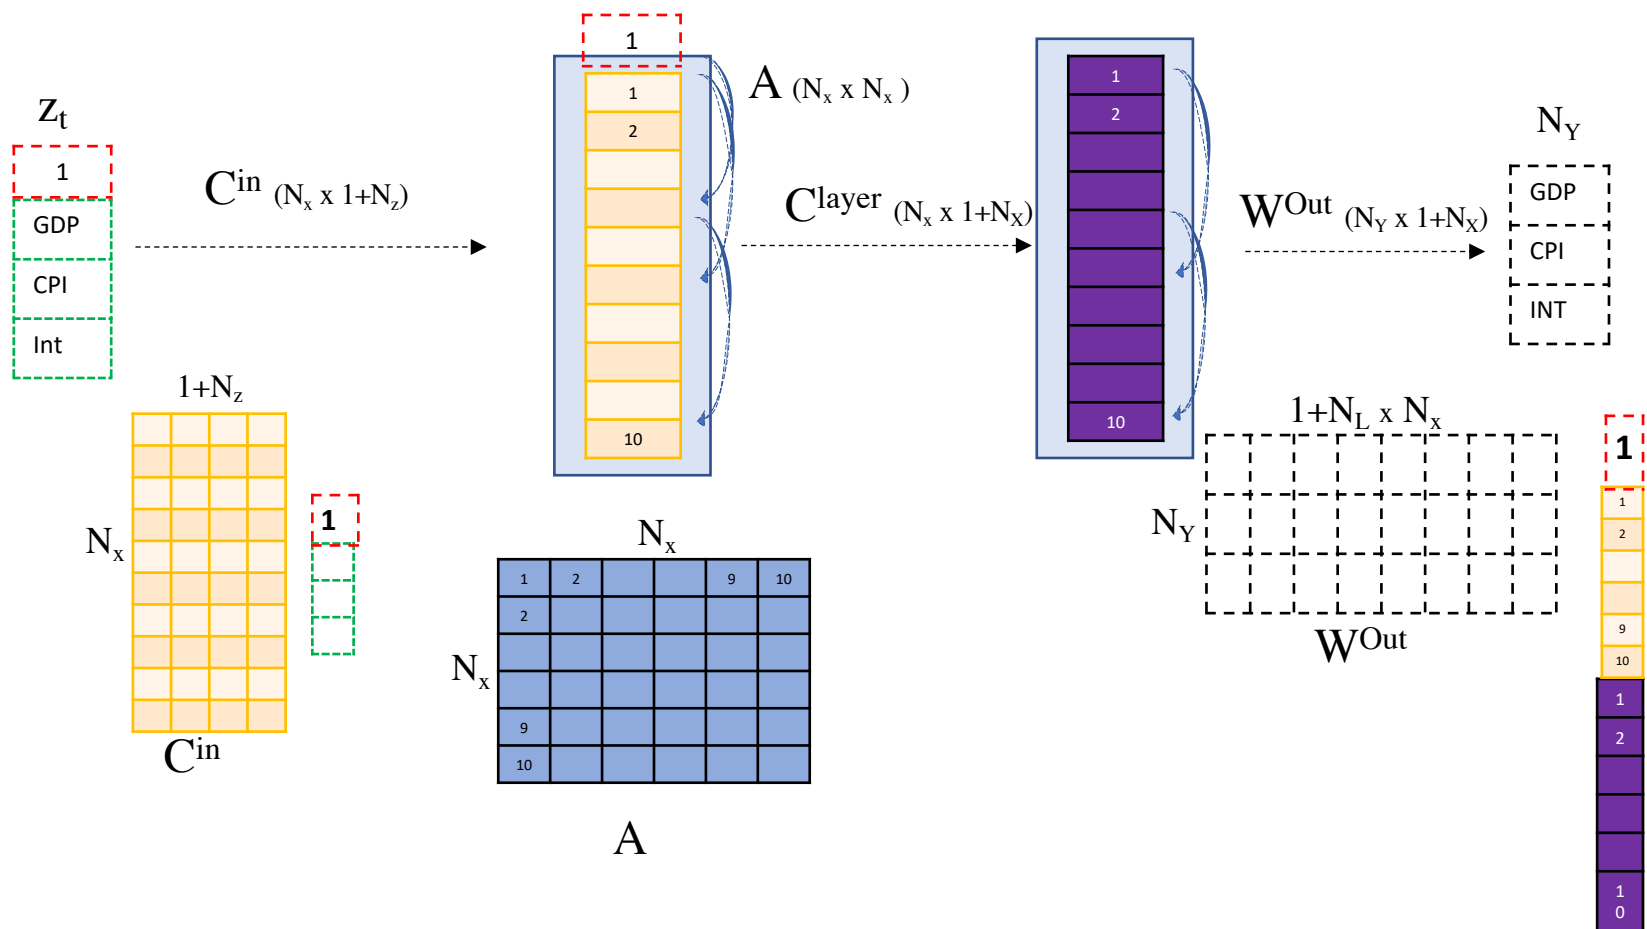 z_t
1
GDP
CPI
Int
C^in (N_x x 1+N_z)
1
1
2
10
A (N_x x N_x )
C^layer (N_x x 1+N_X)
1
2
10
W^Out (N_Y x 1+N_X)
N_Y
GDP
CPI
INT
1+N_z
N_x
C^in
1
N_x
N_x
1 2 9 10
2
9
10
A
1+N_L x N_x
N_Y
W^Out
1
1
2
9
10
1
2
1
0